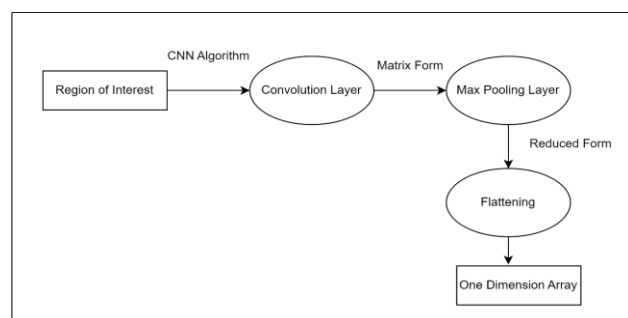 CNN Algorithm
Matrix Form
Region of Interest
Convolution Layer
Max Pooling Layer
Reduced Form
Flattening
One Dimension Array